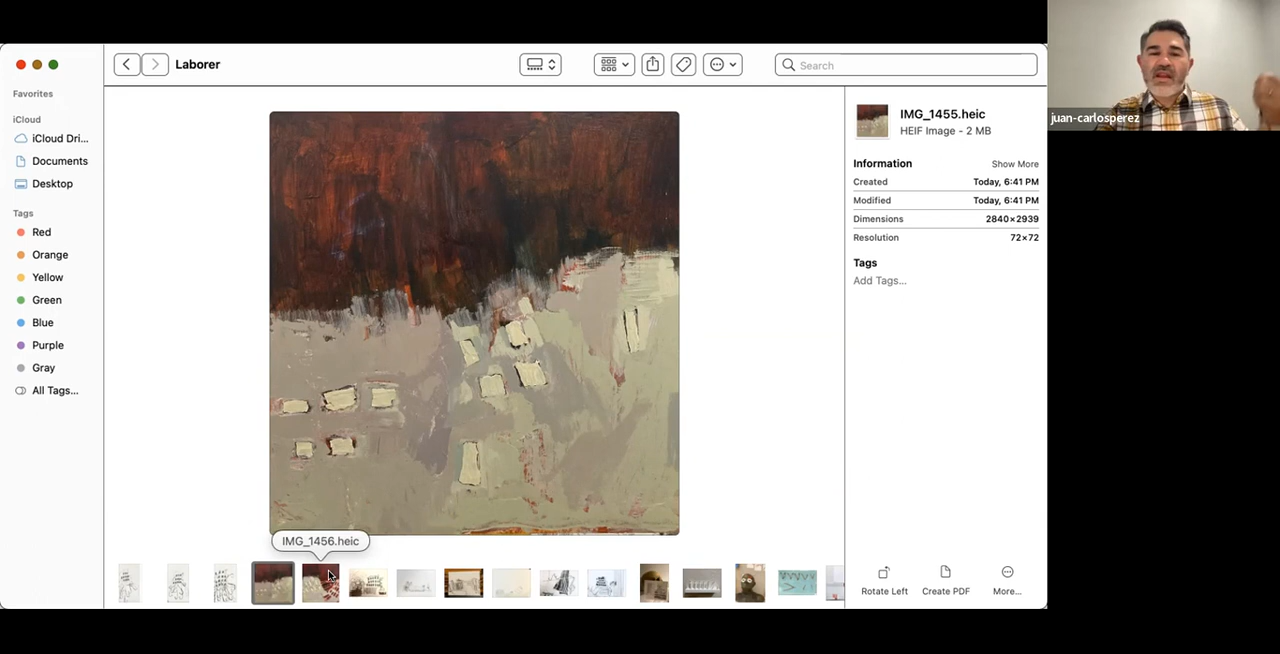 Laborer
Search
Favorites
iCloud
iCloud Dri...
Documents
Desktop
Tags
Red
Orange
Yellow
Green
Blue
Purple
Gray
All Tags...
IMG_1455.heic
HEIF Image - 2 MB
Information Show More
Created Today, 6:41 PM
Modified Today, 6:41 PM
Dimensions 2840×2939
Resolution 72×72
Tags
Add Tags...
IMG_1456.heic
Rotate Left Create PDF More...
juan-carlosperez